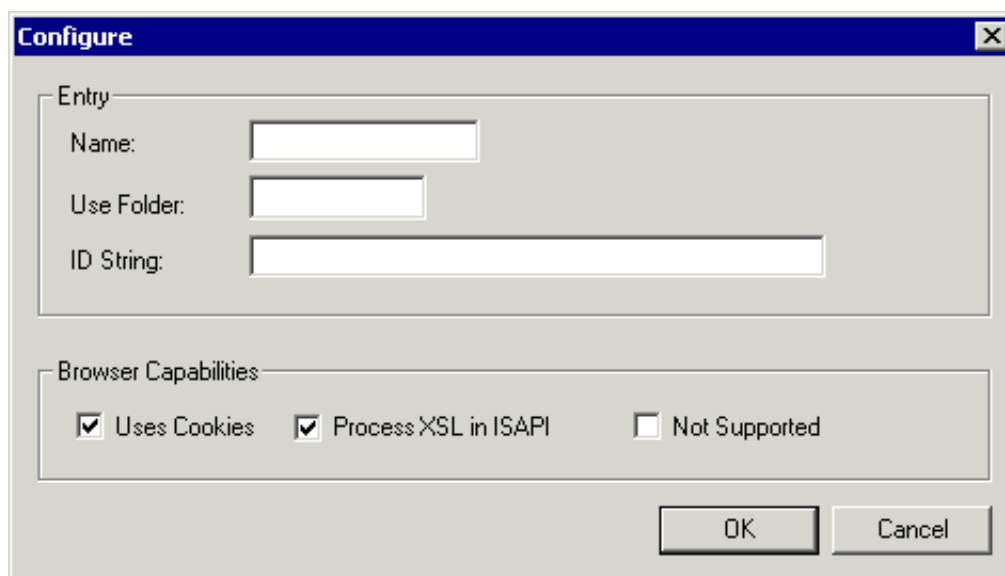 Configure
Entry
Name:
Use Folder:
ID String:
Browser Capabilities
Uses Cookies Process XSL in ISAPI Not Supported
OK Cancel